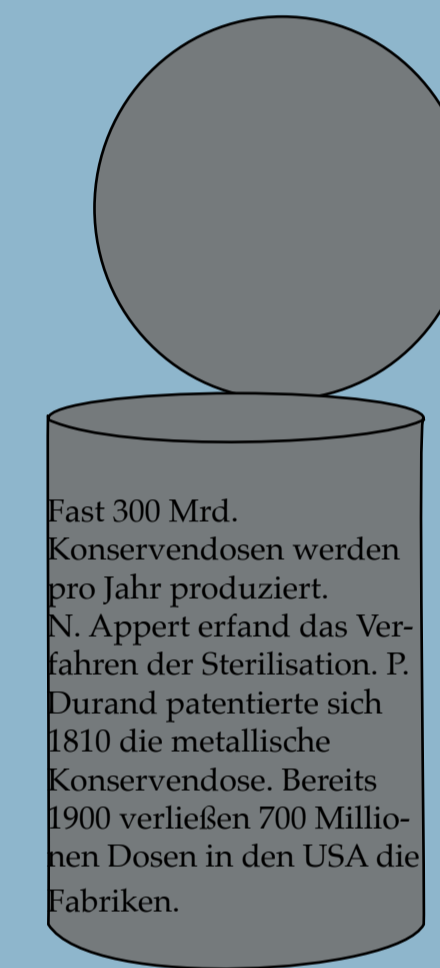 Fast 300 Mrd.
Konservendosen werden
pro Jahr produziert.
N. Appert erfand das Ver-
fahren der Sterilisation. P.
Durand patentierte sich
1810 die metallische
Konservendose. Bereits
1900 verließen 700 Millio-
nen Dosen in den USA die
Fabriken.